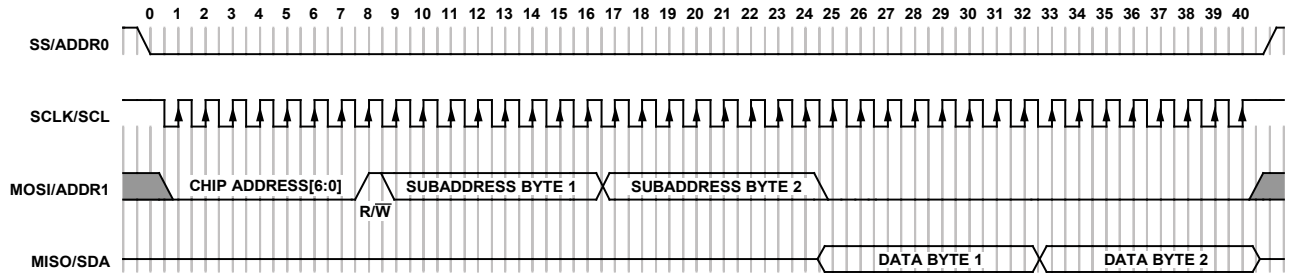 0 1 2 3 4 5 6 7 8 9 10 11 12 13 14 15 16 17 18 19 20 21 22 23 24 25 26 27 28 29 30 31 32 33 34 35 36 37 38 39 40
SS/ADDR0
SCLK/SCL
MOSI/ADDR1 CHIP ADDRESS[6:0] SUBADDRESS BYTE 1 SUBADDRESS BYTE 2
R/W̅
MISO/SDA DATA BYTE 1 DATA BYTE 2